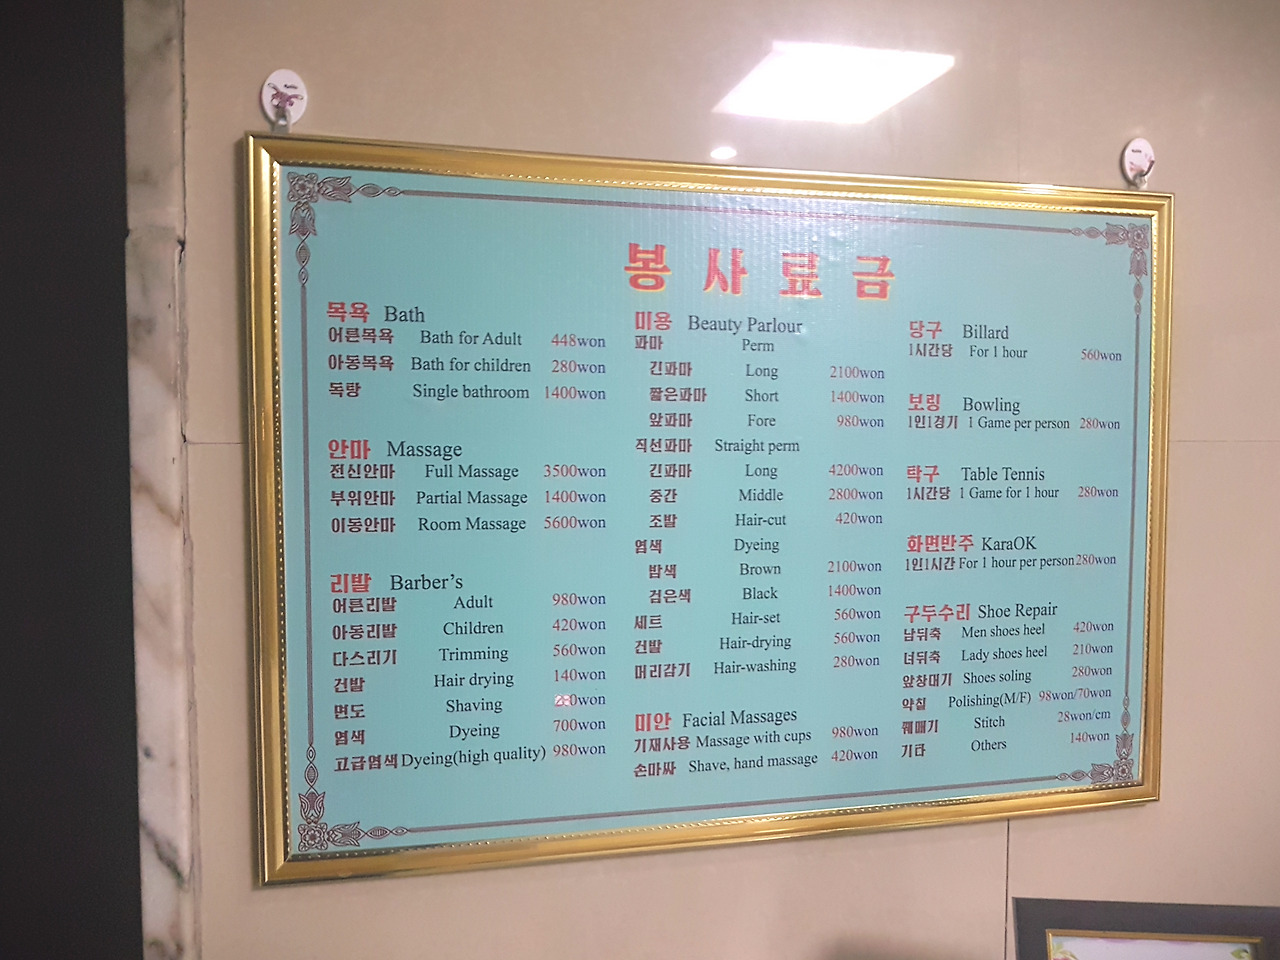 봉사료금
목욕 Bath
어른목욕 Bath for Adult 448won
아동목욕 Bath for children 280won
독탕 Single bathroom 1400won
안마 Massage
전신안마 Full Massage 3500won
부위안마 Partial Massage 1400won
이동안마 Room Massage 5600won
리발 Barber's
어른리발 Adult 980won
아동리발 Children 420won
다스리기 Trimming 560won
건발 Hair drying 140won
면도 Shaving
염색 Dyeing 700won
고급염색 Dyeing(high quality) 980won
미용 Beauty Parlour
파마 Perm
긴파마 Long 2100won
짧은파마 Short 1400won
앞파마 Fore 980won
직선파마 Straight perm
긴파마 Long 4200won
중간 Middle 2800won
조발 Hair-cut 420won
염색 Dyeing
밤색 Brown 2100won
검은색 Black 1400won
세트 Hair-set 560won
건발 Hair-drying 560won
머리감기 Hair-washing 280won
미안 Facial Massages
기재사용 Massage with cups 980won
손마싸 Shave, hand massage 420won
당구 Billard
1시간당 For 1 hour 560won
보링 Bowling
1인1경기 1 Game per person 280won
탁구 Table Tennis
1시간당 1 Game for 1 hour 280won
화면반주 KaraOK
1인1시간 For 1 hour per person 280won
구두수리 Shoe Repair
남뒤축 Men shoes heel 420won
녀뒤축 Lady shoes heel 210won
앞창대기 Shoes soling 280won
약칠 Polishing(M/F) 98won/70won
꿰매기 Stitch 28won/cm
기타 Others 140won